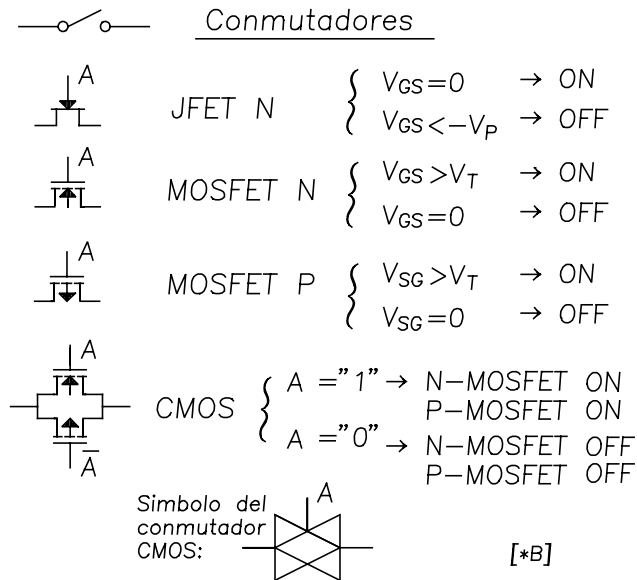 Conmutadores
A
JFET N
VGS=0 → ON
VGS<-VP → OFF
A
MOSFET N
VGS>VT → ON
VGS=0 → OFF
A
MOSFET P
VSG>VT → ON
VSG=0 → OFF
A
A̅
CMOS
A ="1" → N-MOSFET ON
P-MOSFET ON
A ="0" → N-MOSFET OFF
P-MOSFET OFF
Simbolo del
conmutador
CMOS:
A
[*B]